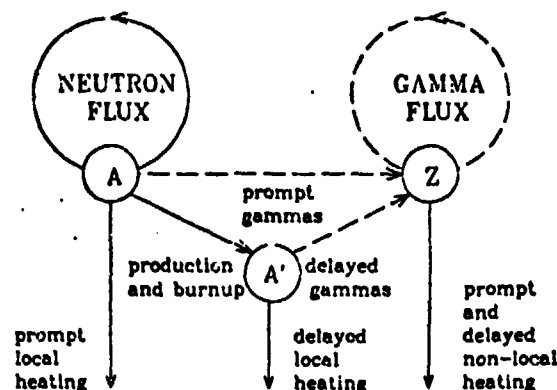 NEUTRON
FLUX
GAMMA
FLUX
A
Z
prompt
gammas
A'
production
and burnup
delayed
gammas
prompt
local
heating
delayod
local
heating
prompt
and
delayed
non-local
heating